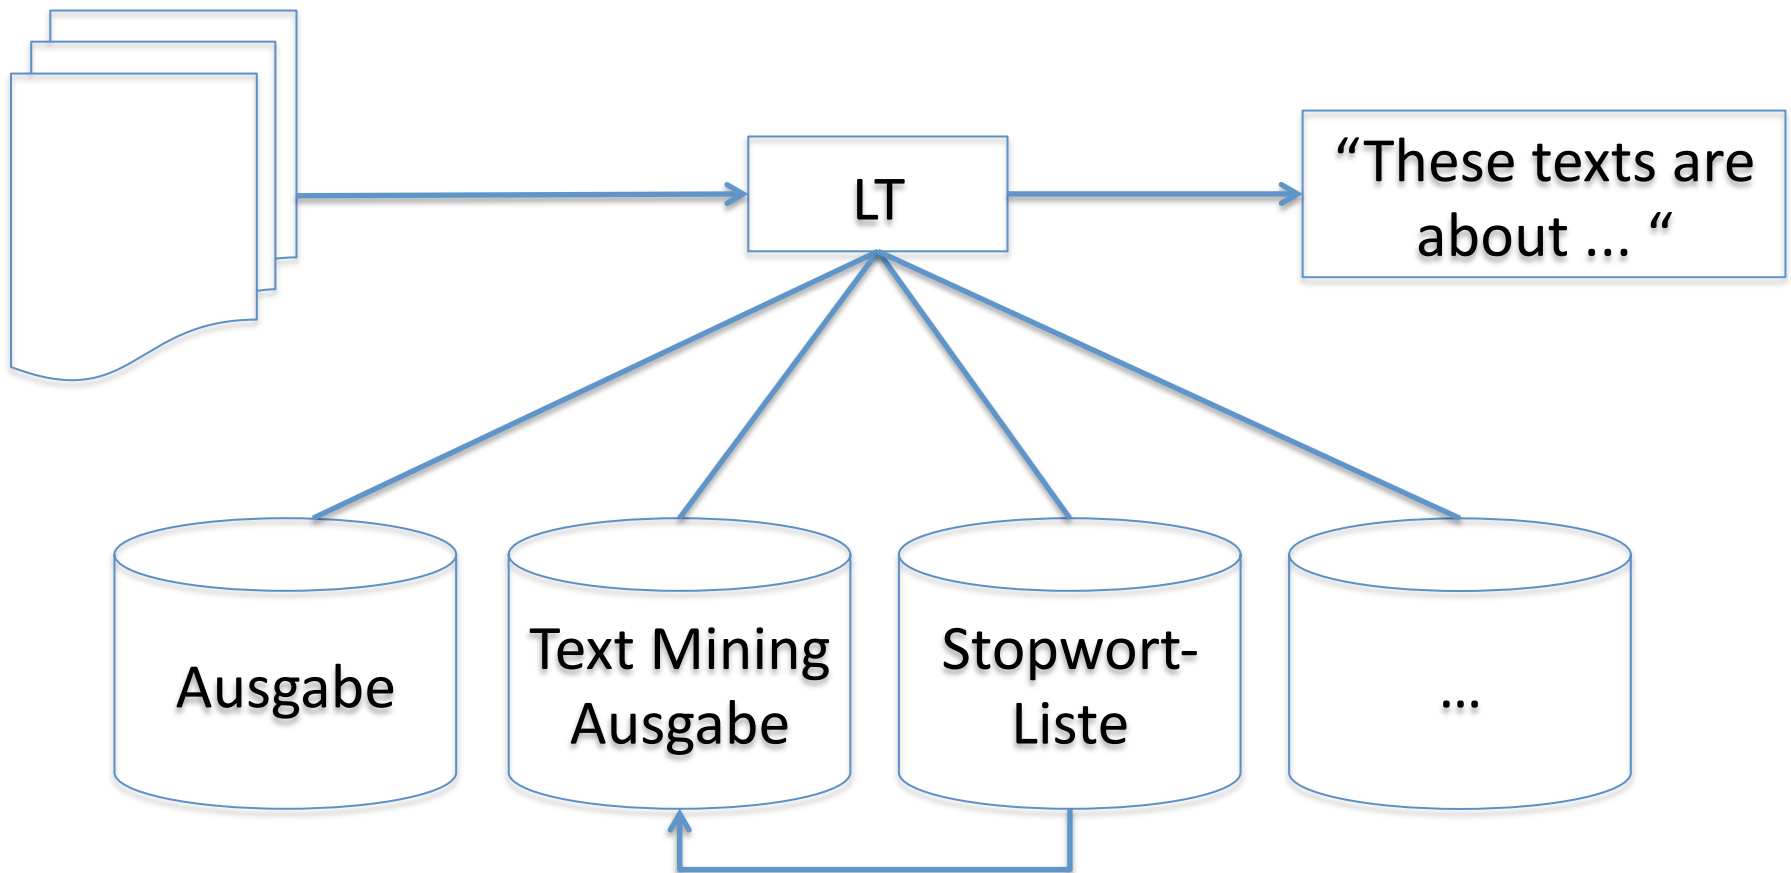 LT
“These texts are
about ... “
Ausgabe
Text Mining
Ausgabe
Stopwort-
Liste
...